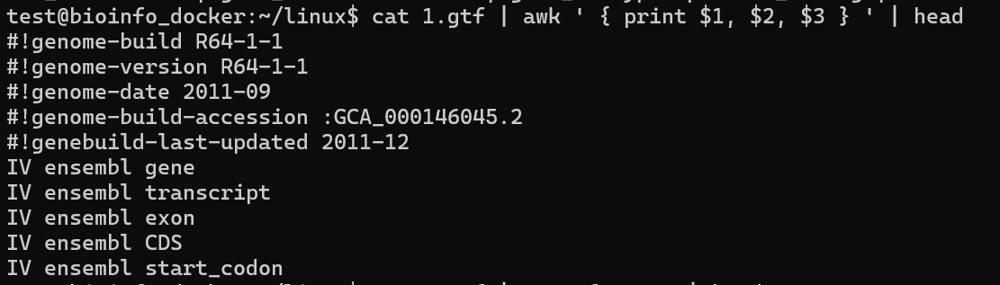 test@bioinfo_docker:~/linux$ cat 1.gtf | awk ' { print $1, $2, $3 } ' | head
#!genome-build R64-1-1
#!genome-version R64-1-1
#!genome-date 2011-09
#!genome-build-accession :GCA_000146045.2
#!genebuild-last-updated 2011-12
IV ensembl gene
IV ensembl transcript
IV ensembl exon
IV ensembl CDS
IV ensembl start_codon